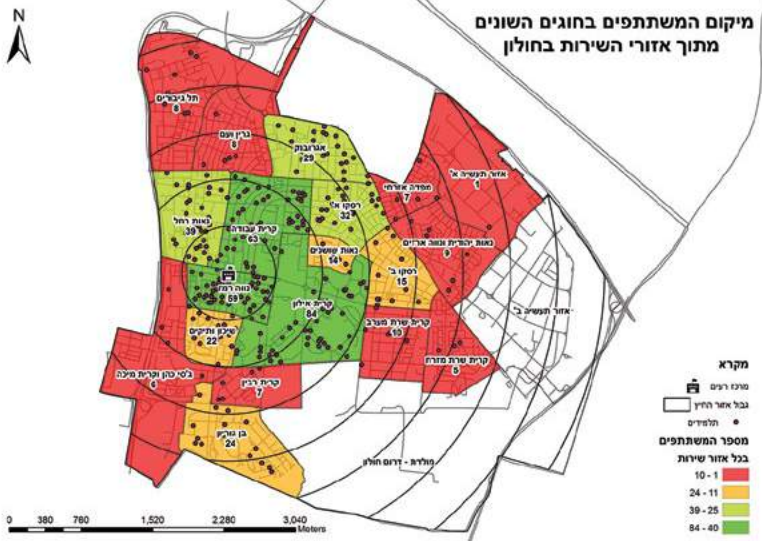 מיקום המשתתפים בחוגים השונים
מתוך אזורי השירות בחולון
N
תל גיבורים
8
גרין ועם
8
אגרובנק
29
אזור תעשיה א'
1
מפדה אזרחי
7
רסקו א'
32
נאות רחל
39
קרית עבודה
63
נאות יהודית ונווה ארזים
9
נאות שושנים
14
רסקו ב'
15
נווה רמז
59
קרית אילון
84
אזור תעשיה ב'
שיכון ותיקים
22
קרית שרת מערב
10
קרית שרת מזרח
5
ג'סי כהן וקרית מיכה
6
קרית רבין
7
בן גוריון
24
מולדת - דרום חולון
מקרא
מרכז רעים
גבול אזור החיץ
תלמידים
מספר המשתתפים
בכל אזור שירות
10 - 1
24 - 11
39 - 25
84 - 40
0 380 760 1,520 2,280 3,040
Meters